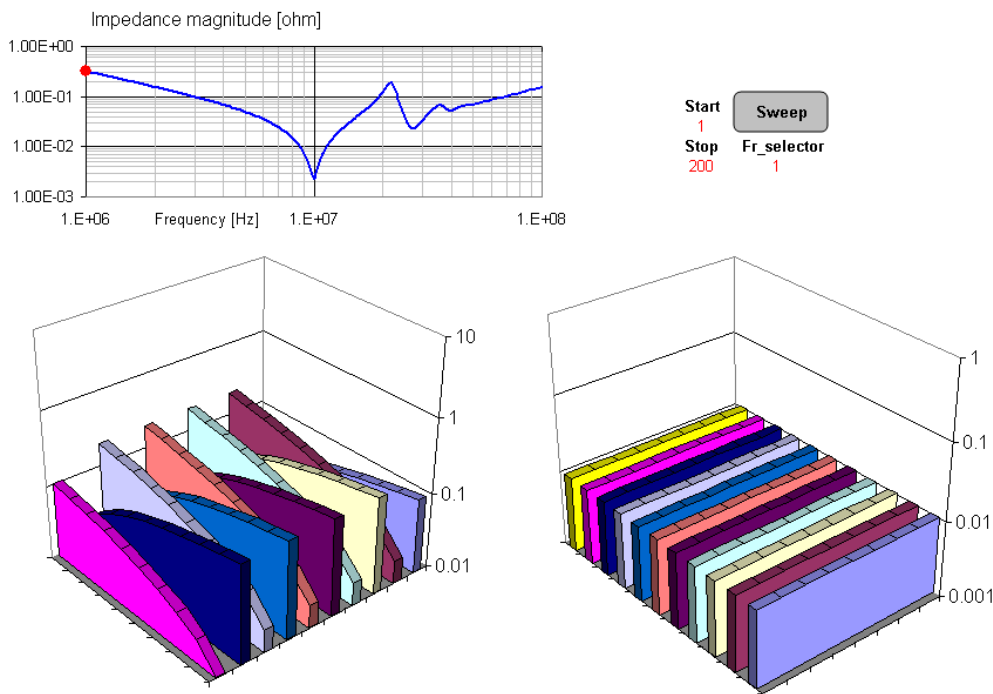 Impedance magnitude [ohm]
1.00E+00
1.00E-01
1.00E-02
1.00E-03
1.E+06 Frequency [Hz] 1.E+07 1.E+08
Start
1
Sweep
Stop Fr_selector
200 1
10
1
0.1
0.01
1
0.1
0.01
0.001